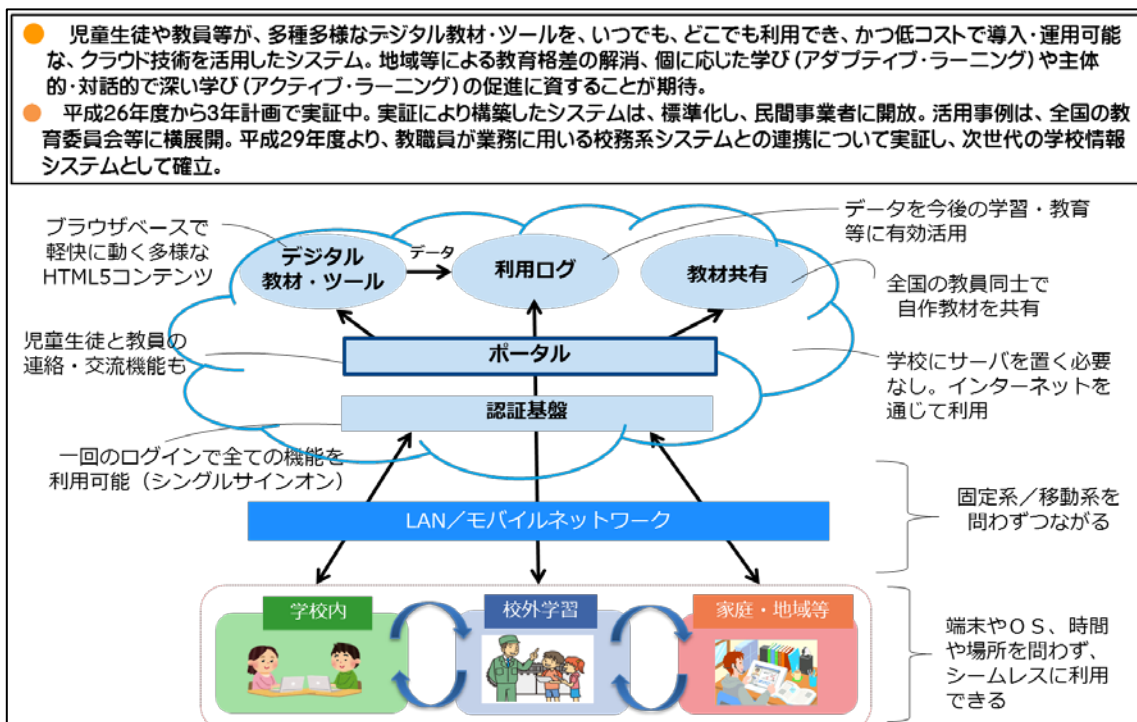 ● 児童生徒や教員等が、多種多様なデジタル教材・ツールを、いつでも、どこでも利用でき、かつ低コストで導入・運用可能
な、クラウド技術を活用したシステム。地域等による教育格差の解消、個に応じた学び(アダプティブ・ラーニング)や主体
的・対話的で深い学び(アクティブ・ラーニング)の促進に資することが期待。
● 平成26年度から3年計画で実証中。実証により構築したシステムは、標準化し、民間事業者に開放。活用事例は、全国の教
育委員会等に横展開。平成29年度より、教職員が業務に用いる校務系システムとの連携について実証し、次世代の学校情報
システムとして確立。
ブラウザベースで
軽快に動く多様な
HTML5コンテンツ
デジタル
教材・ツール
データ
利用ログ
教材共有
データを今後の学習・教育
等に有効活用
全国の教員同士で
自作教材を共有
児童生徒と教員の
連絡・交流機能も
ポータル
学校にサーバを置く必要
なし。インターネットを
通じて利用
認証基盤
一回のログインで全ての機能を
利用可能(シングルサインオン)
LAN/モバイルネットワーク
固定系/移動系を
問わずつながる
学校内
校外学習
家庭・地域等
端末やOS、時間
や場所を問わず、
シームレスに利用
できる